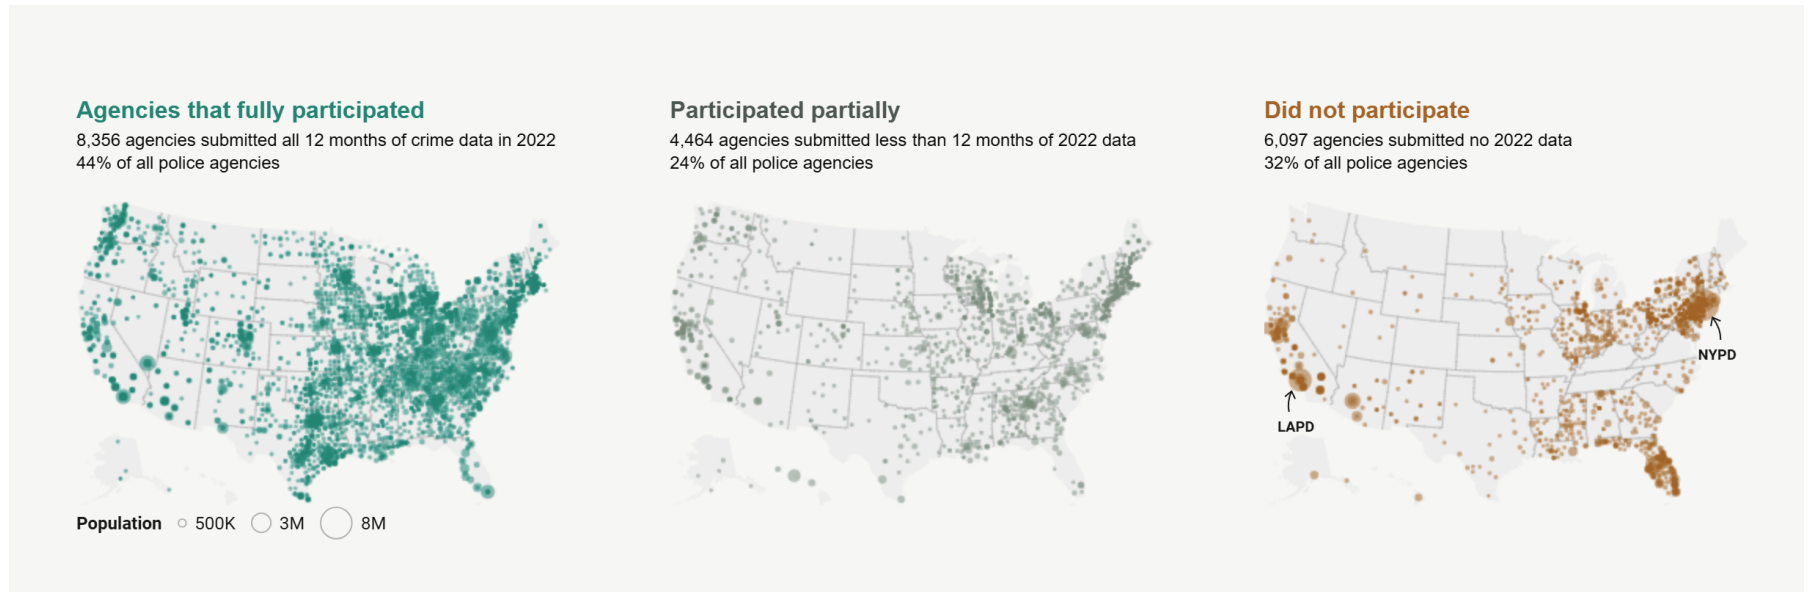 Agencies that fully participated
8,356 agencies submitted all 12 months of crime data in 2022
44% of all police agencies
Participated partially
4,464 agencies submitted less than 12 months of 2022 data
24% of all police agencies
Did not participate
6,097 agencies submitted no 2022 data
32% of all police agencies
NYPD
LAPD
Population 500K 3M 8M